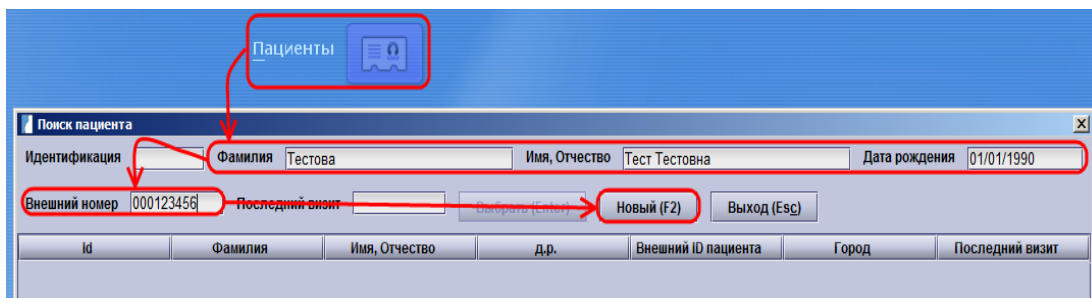 Пациенты
Поиск пациента
Идентификация Фамилия Тестова Имя, Отчество Тест Тестовна Дата рождения 01/01/1990
Внешний номер 000123456 Последний визит Выбрать (Enter) Новый (F2) Выход (Esc)
Id Фамилия Имя, Отчество д.р. Внешний ID пациента Город Последний визит